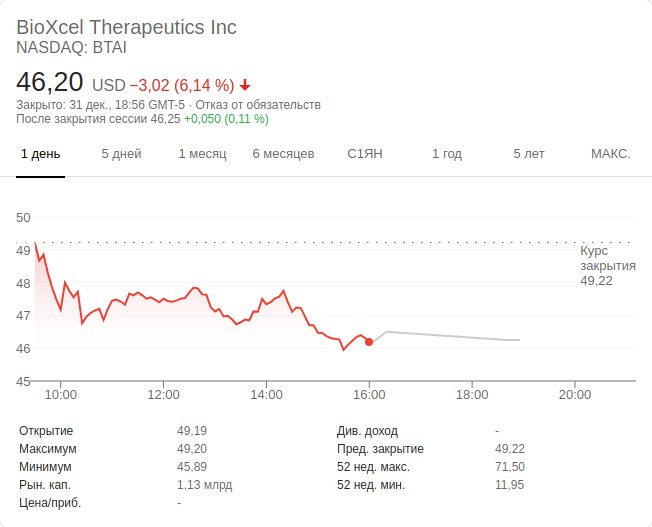 BioXcel Therapeutics Inc
NASDAQ: BTAI
46,20 USD −3,02 (6,14 %)
Закрыто: 31 дек., 18:56 GMT-5 · Отказ от обязательств
После закрытия сессии 46,25 +0,050 (0,11 %)
1 день 5 дней 1 месяц 6 месяцев С1ЯН 1 год 5 лет МАКС.
50
49
48
47
46
45
Курс
закрытия
49,22
10:00 12:00 14:00 16:00 18:00 20:00
Открытие 49,19 Див. доход -
Максимум 49,20 Пред. закрытие 49,22
Минимум 45,89 52 нед. макс. 71,50
Рын. кап. 1,13 млрд 52 нед. мин. 11,95
Цена/приб. -